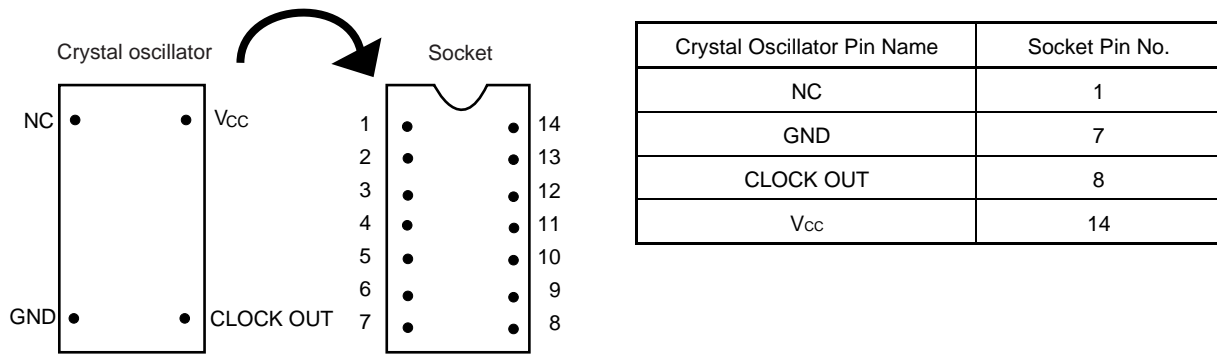 Crystal oscillator
Socket
NC
VCC
GND
CLOCK OUT
1
2
3
4
5
6
7
14
13
12
11
10
9
8
Crystal Oscillator Pin Name Socket Pin No.
NC 1
GND 7
CLOCK OUT 8
VCC 14